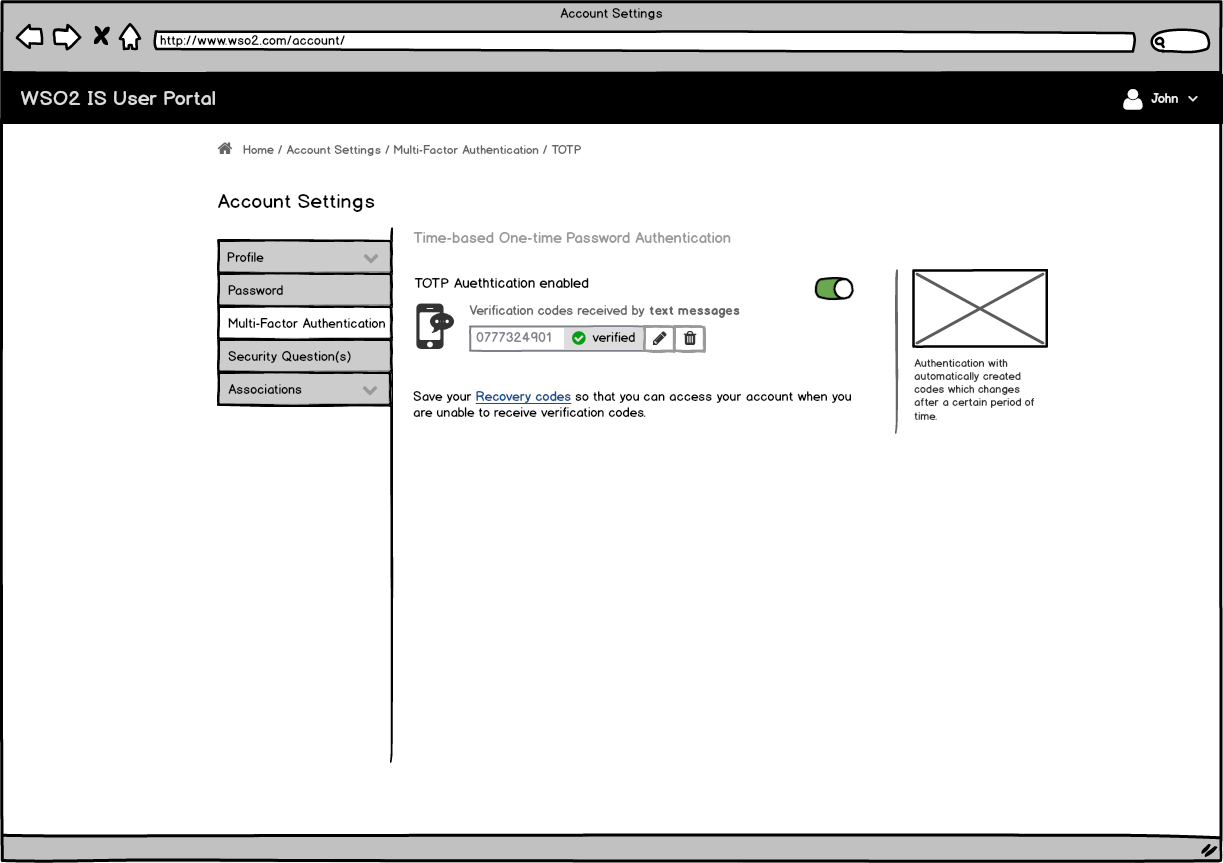 Account Settings
http://www.wso2.com/account/
WSO2 IS User Portal
John
Home / Account Settings / Multi-Factor Authentication / TOTP
Account Settings
Profile
Password
Multi-Factor Authentication
Security Question(s)
Associations
Time-based One-time Password Authentication
TOTP Auethtication enabled
Verification codes received by text messages
0777324901 verified
Save your Recovery codes so that you can access your account when you
are unable to receive verification codes.
Authentication with
automatically created
codes which changes
after a certain period of
time.